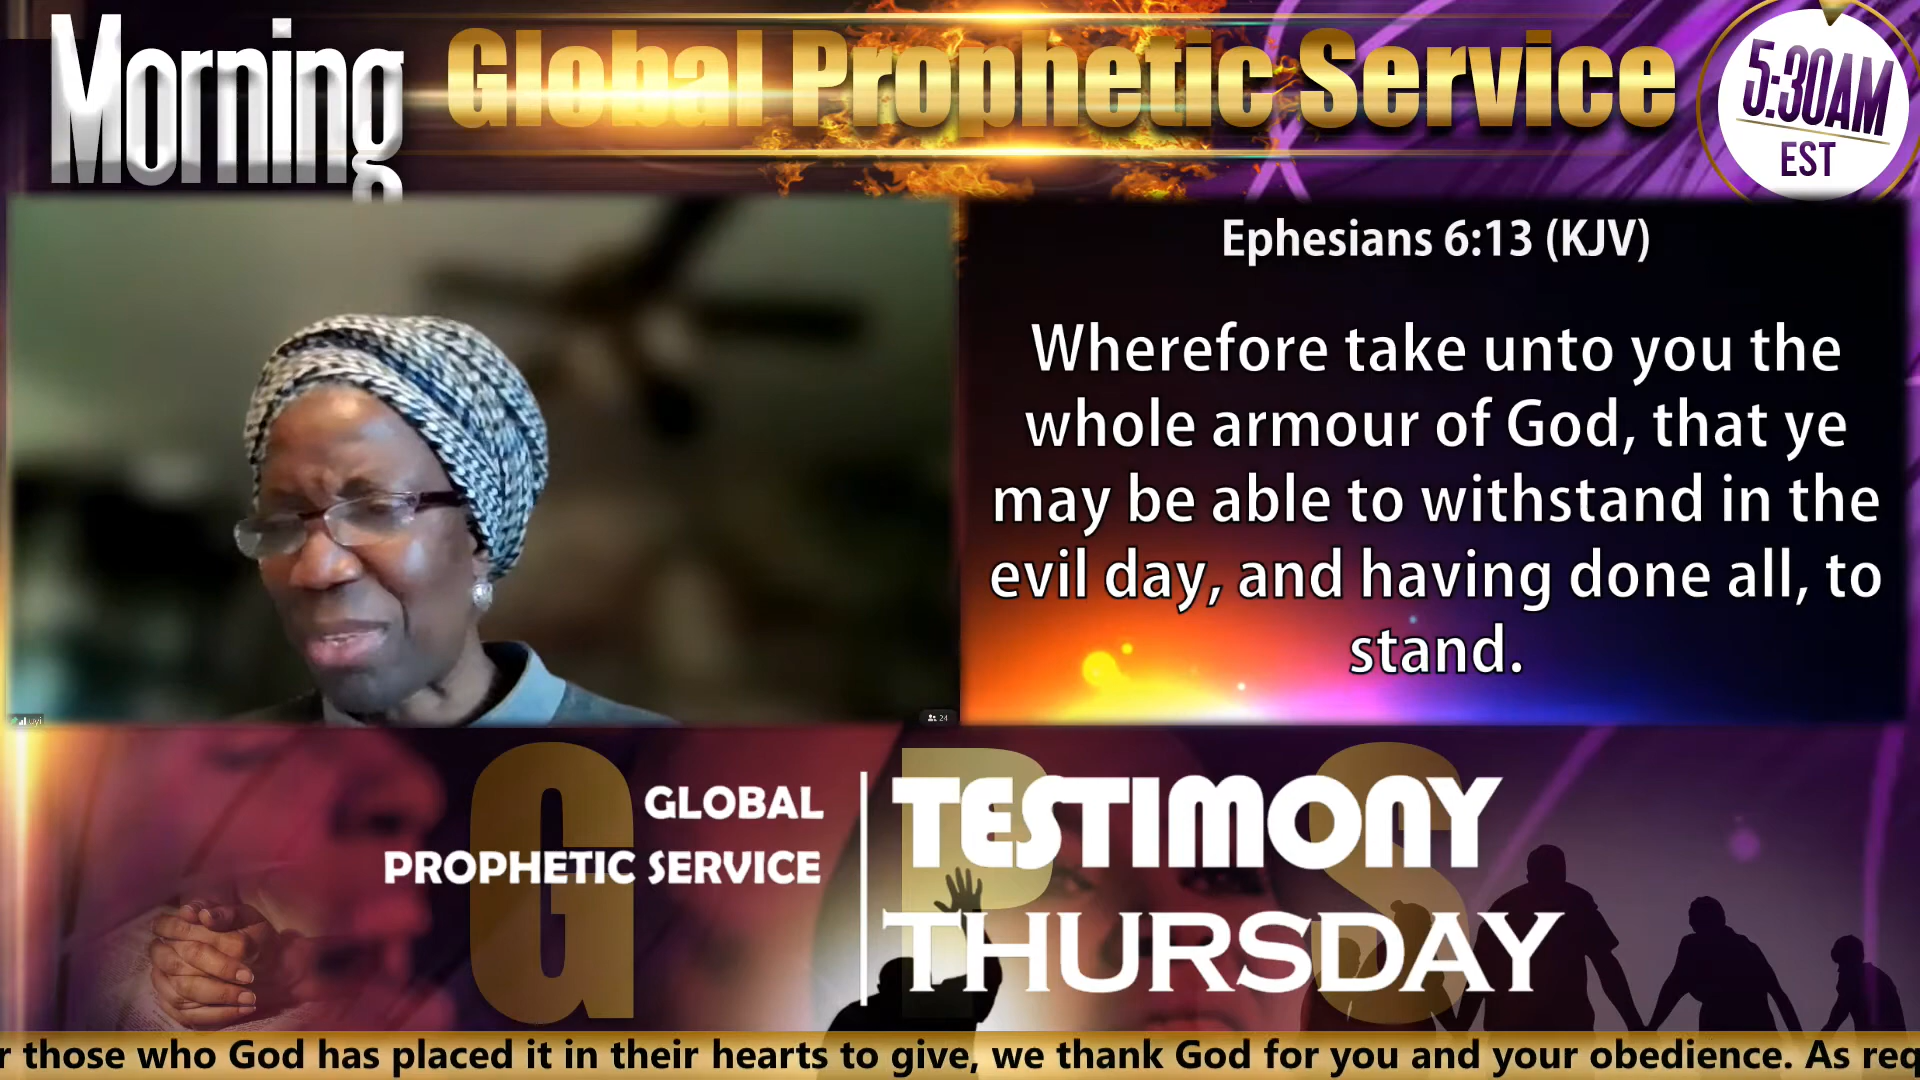 Morning
Global Prophetic Service
5:30AM
EST
Ephesians 6:13 (KJV)
Wherefore take unto you the
whole armour of God, that ye
may be able to withstand in the
evil day, and having done all, to
stand.
uyi
24
G P S
GLOBAL
PROPHETIC SERVICE
TESTIMONY
THURSDAY
r those who God has placed it in their hearts to give, we thank God for you and your obedience. As req